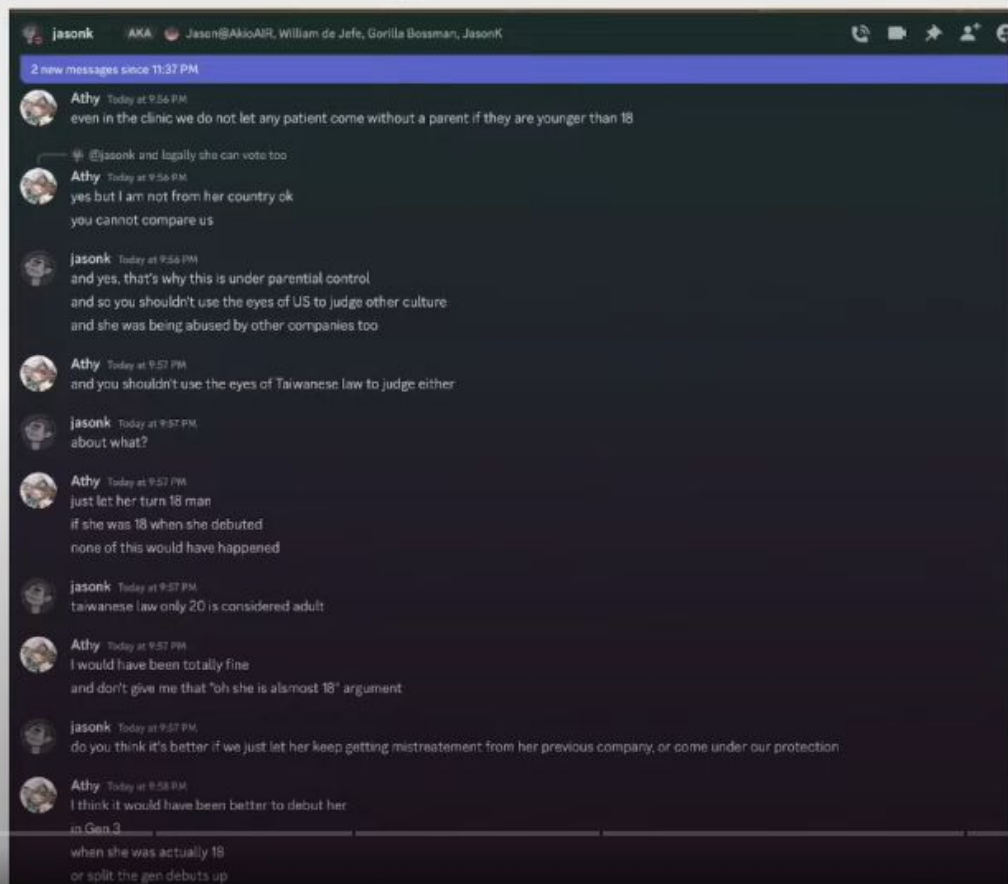 jasonk AKA Jason@AkioAIR, William de Jefe, Gorilla Bossman, JasonK
2 new messages since 11:37 PM
Athy Today at 9:56 PM
even in the clinic we do not let any patient come without a parent if they are younger than 18
@jasonk and legally she can vote too
Athy Today at 9:56 PM
yes but I am not from her country ok
you cannot compare us
jasonk Today at 9:56 PM
and yes, that's why this is under parential control
and so you shouldn't use the eyes of US to judge other culture
and she was being abused by other companies too
Athy Today at 9:57 PM
and you shouldn't use the eyes of Taiwanese law to judge either
jasonk Today at 9:57 PM
about what?
Athy Today at 9:57 PM
just let her turn 18 man
if she was 18 when she debuted
none of this would have happened
jasonk Today at 9:57 PM
taiwanese law only 20 is considered adult
Athy Today at 9:57 PM
I would have been totally fine
and don't give me that "oh she is alsmost 18" argument
jasonk Today at 9:57 PM
do you think it's better if we just let her keep getting mistreatement from her previous company, or come under our protection
Athy Today at 9:58 PM
I think it would have been better to debut her
in Gen 3
when she was actually 18
or split the gen debuts up